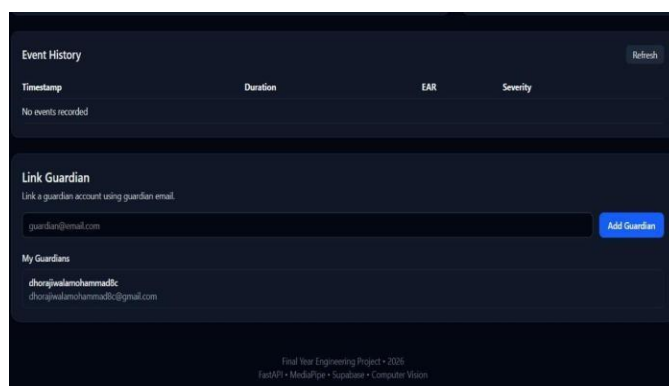 Event History
Refresh
Timestamp Duration EAR Severity
No events recorded
Link Guardian
Link a guardian account using guardian email.
guardian@email.com
Add Guardian
My Guardians
dhorajiwalamohammad8c
dhorajiwalamohammad8c@gmail.com
Final Year Engineering Project • 2026
FastAPI • MediaPipe • Supabase • Computer Vision